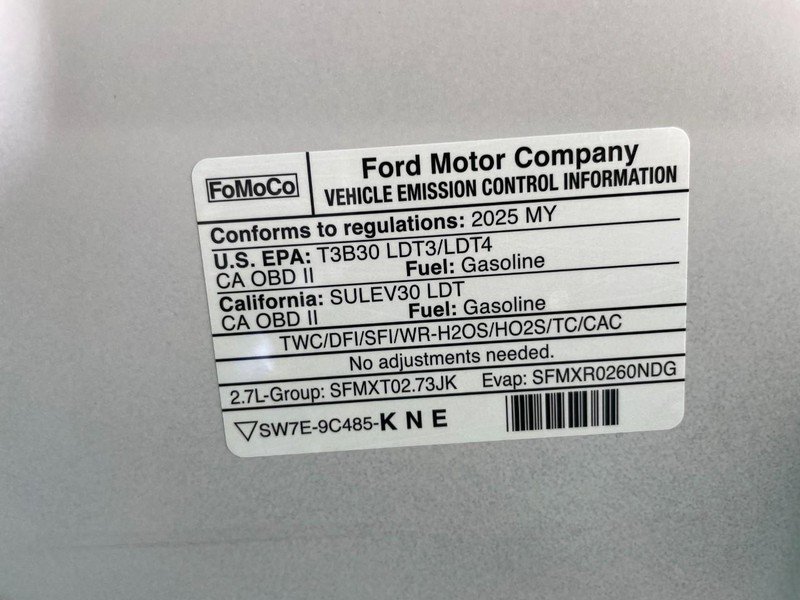 FoMoCo
Ford Motor Company
VEHICLE EMISSION CONTROL INFORMATION
Conforms to regulations: 2025 MY
U.S. EPA: T3B30 LDT3/LDT4
CA OBD II Fuel: Gasoline
California: SULEV30 LDT
CA OBD II Fuel: Gasoline
TWC/DFI/SFI/WR-H2OS/HO2S/TC/CAC
No adjustments needed.
2.7L-Group: SFMXT02.73JK Evap: SFMXR0260NDG
SW7E-9C485-KNE